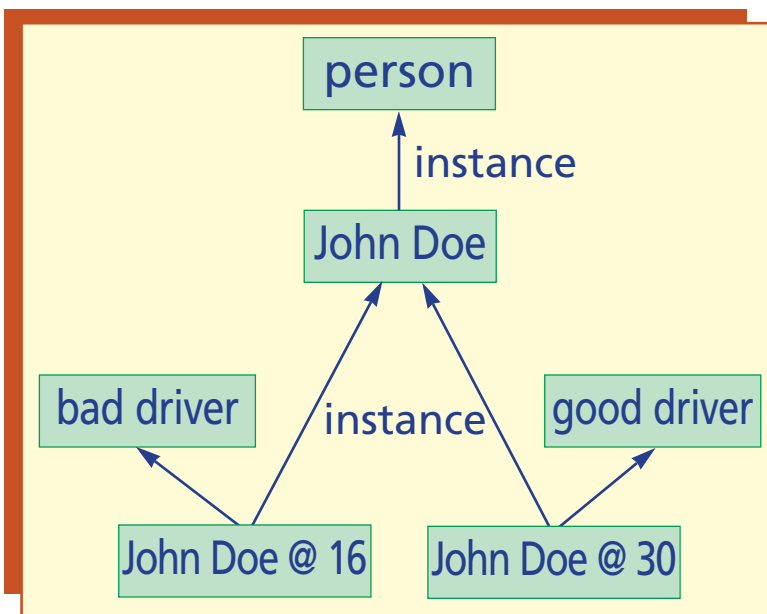 person
instance
John Doe
bad driver
instance
good driver
John Doe @ 16
John Doe @ 30